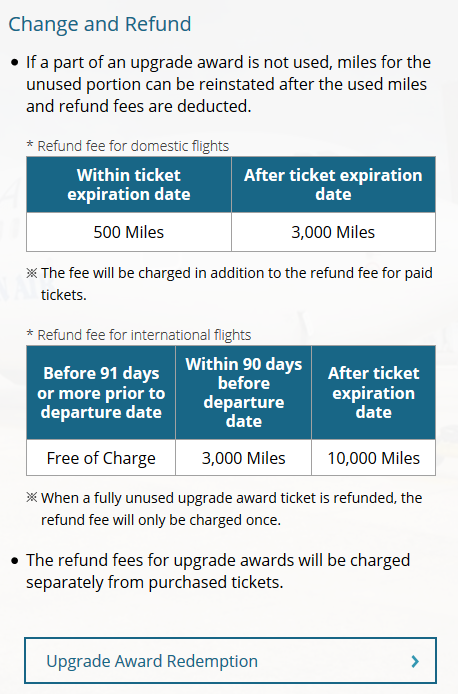 Change and Refund
● If a part of an upgrade award is not used, miles for the
unused portion can be reinstated after the used miles
and refund fees are deducted.
* Refund fee for domestic flights
Within ticket expiration date After ticket expiration date
500 Miles 3,000 Miles
※ The fee will be charged in addition to the refund fee for paid
tickets.
* Refund fee for international flights
Before 91 days or more prior to departure date Within 90 days before departure date After ticket expiration date
Free of Charge 3,000 Miles 10,000 Miles
※ When a fully unused upgrade award ticket is refunded, the
refund fee will only be charged once.
● The refund fees for upgrade awards will be charged
separately from purchased tickets.
Upgrade Award Redemption